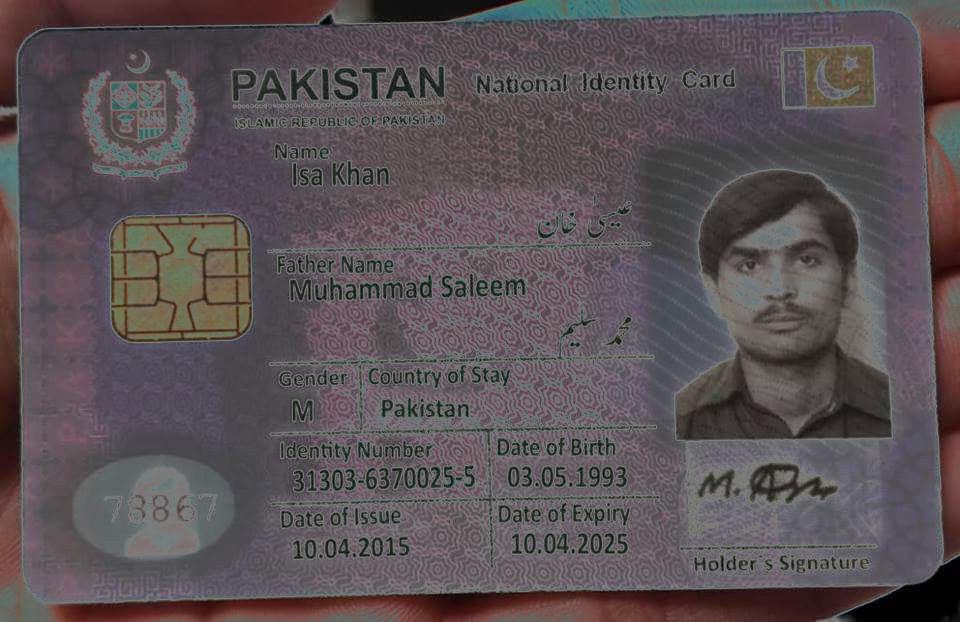 PAKISTAN National Identity Card
ISLAMIC REPUBLIC OF PAKISTAN
Name
Isa Khan
عیسیٰ خان
Father Name
Muhammad Saleem
محمد سلیم
Gender Country of Stay
M Pakistan
Identity Number Date of Birth
31303-6370025-5 03.05.1993
Date of Issue Date of Expiry
10.04.2015 10.04.2025
78867
Holder's Signature